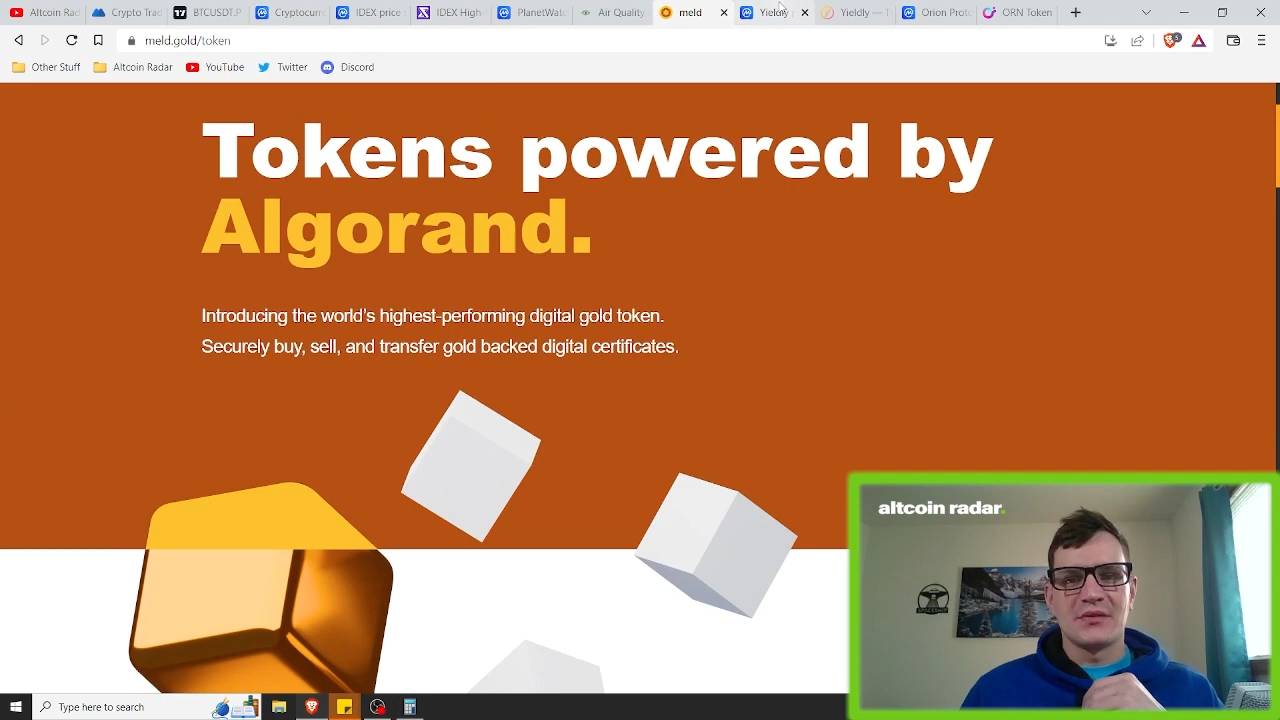 Altcoin Rad
Crypto Trad
BTCUSDT.P
Cryptocurr
IDEX price
IDEX High-
PlanetWatc
Air Quality
meld
Yieldly
Yieldly — T
Orion Proto
ORN Token
meld.gold/token
5
Other Stuff
Altcoin Radar
YouTube
Twitter
Discord
Tokens powered by
Algorand.
Introducing the world's highest-performing digital gold token.
Securely buy, sell, and transfer gold backed digital certificates.
altcoin radar.
Type here to search